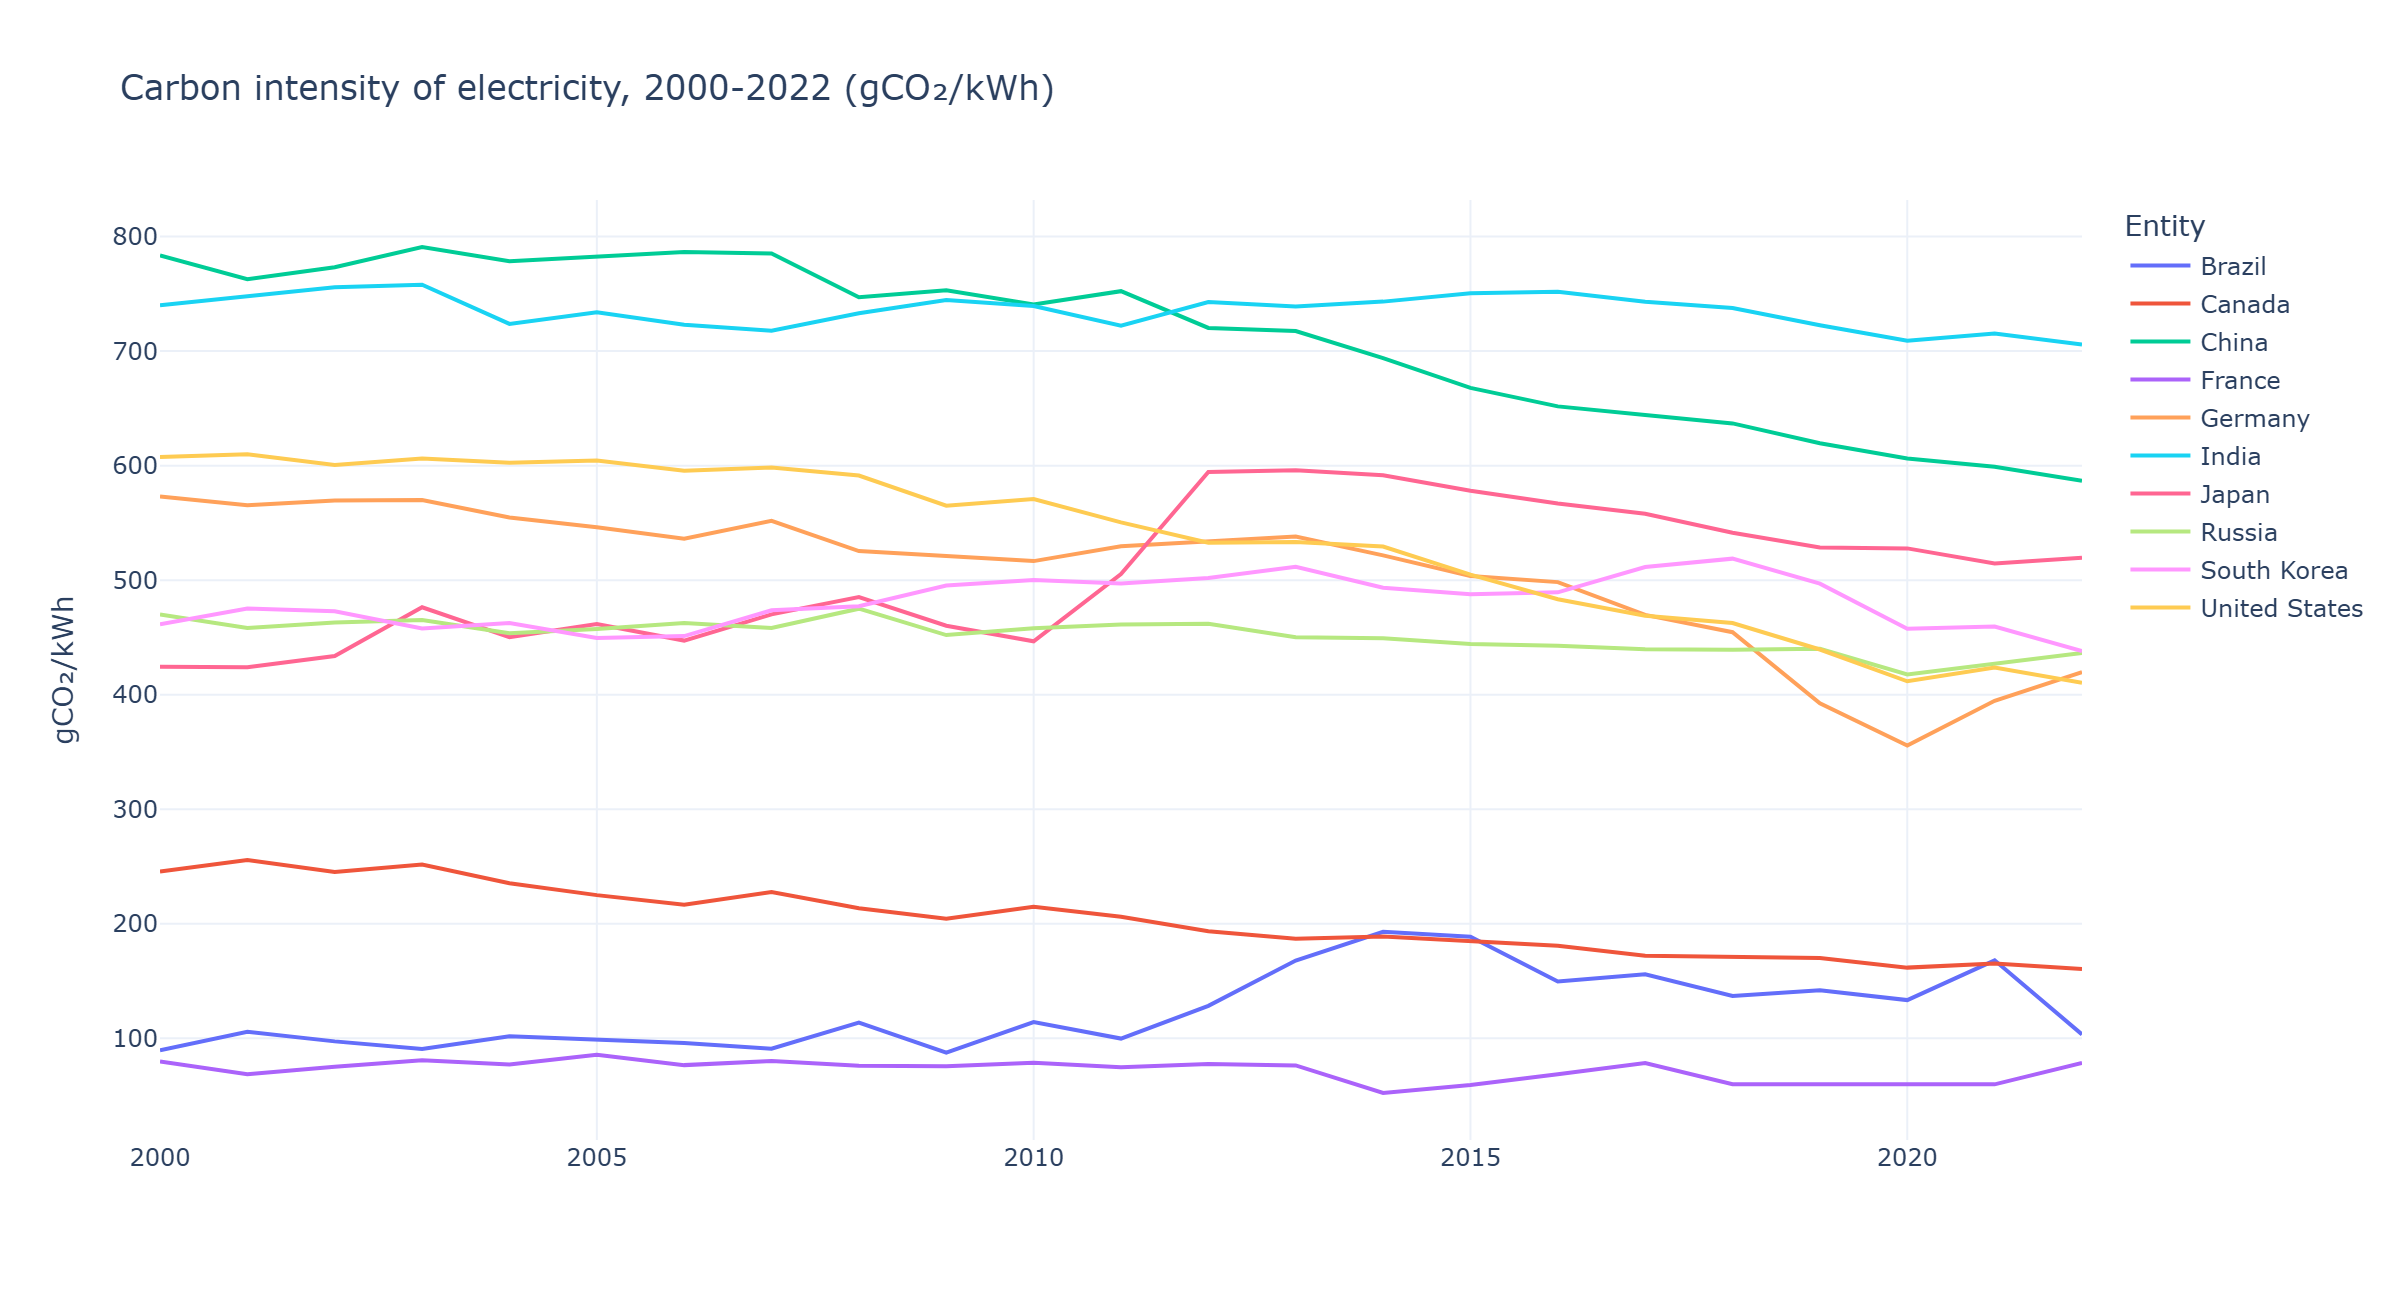 Carbon intensity of electricity, 2000-2022 (gCO₂/kWh)
gCO₂/kWh
800
700
600
500
400
300
200
100
2000
2005
2010
2015
2020
Entity
Brazil
Canada
China
France
Germany
India
Japan
Russia
South Korea
United States